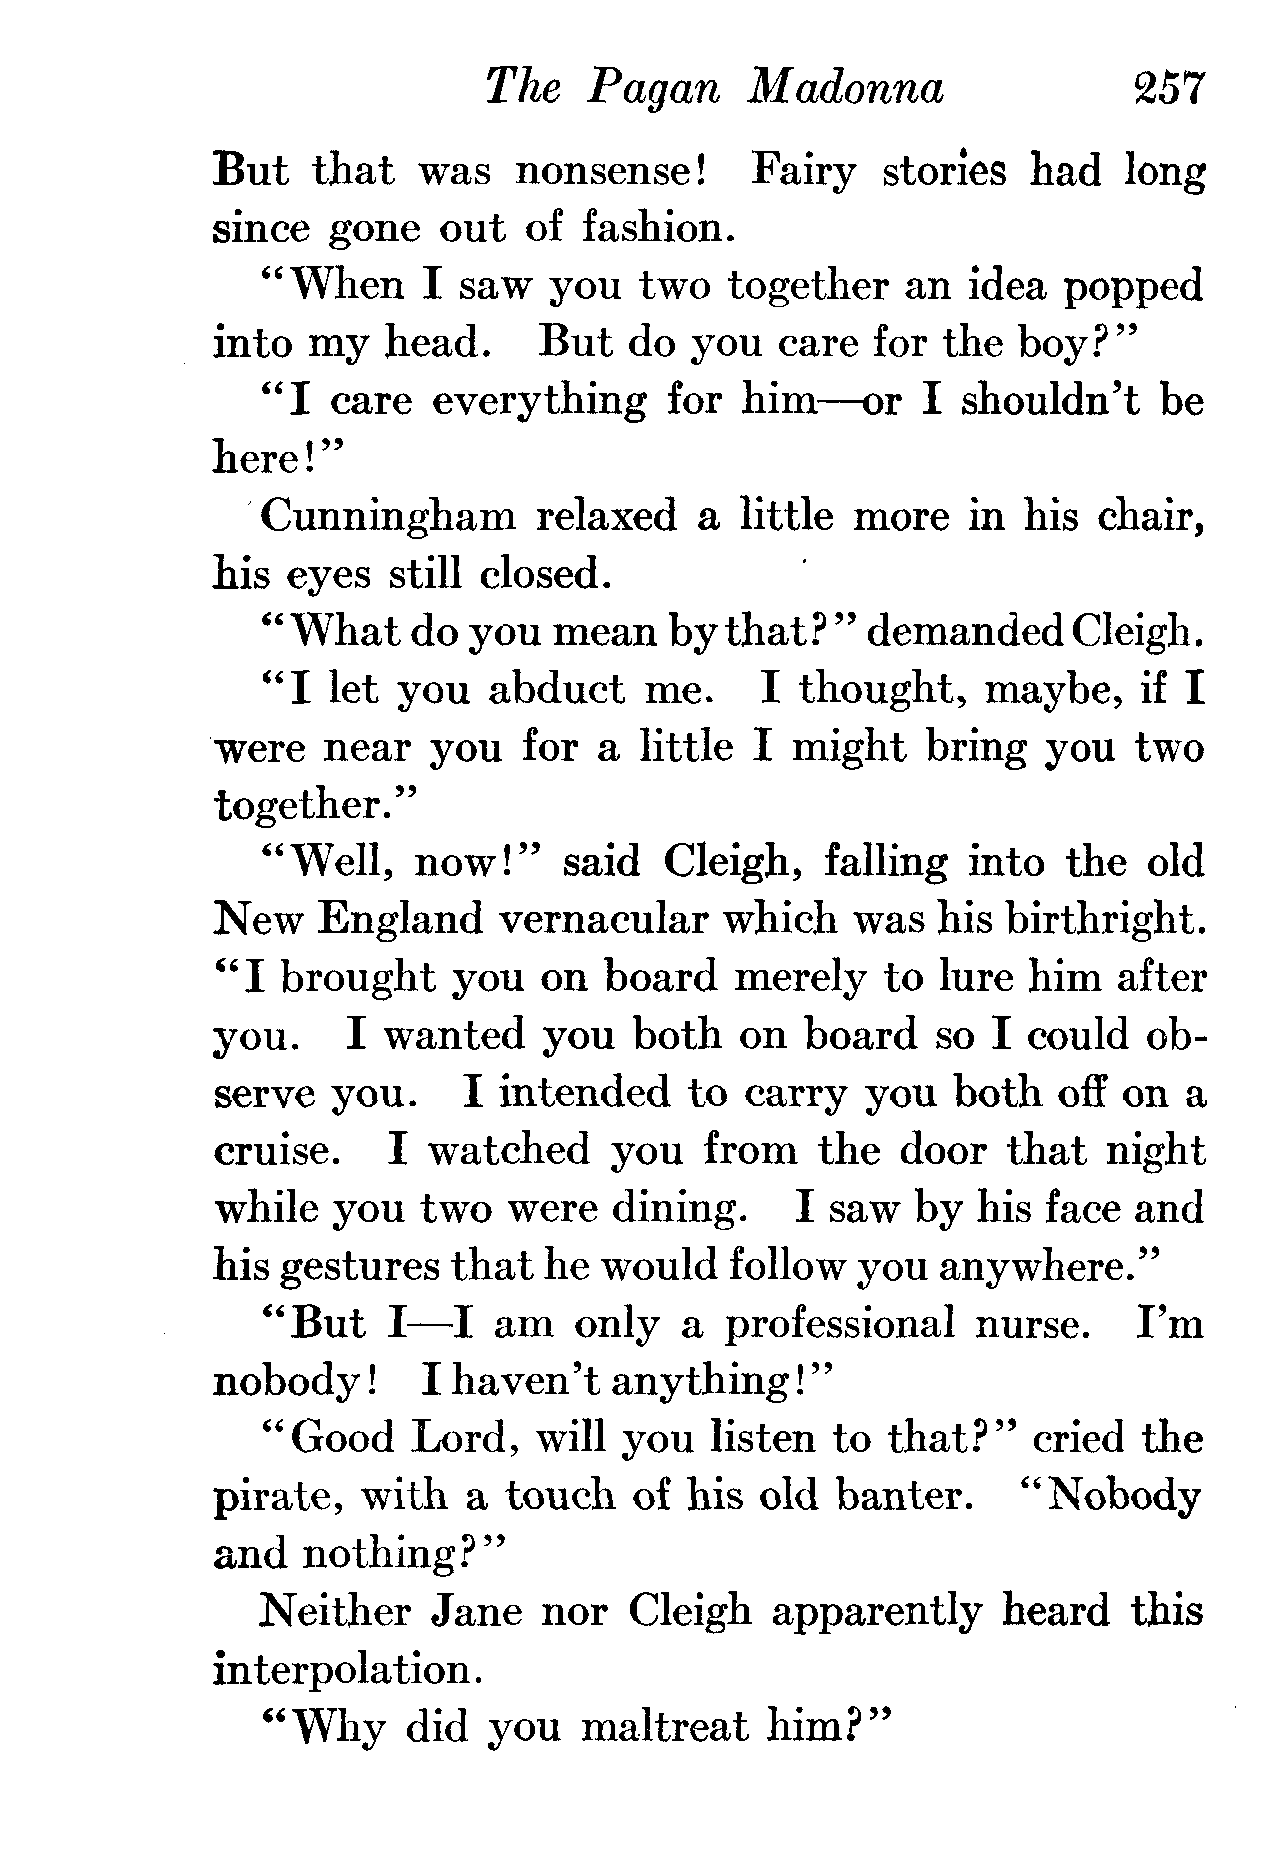 The Pagan Madonna 257
But that was nonsense! Fairy stories had long
since gone out of fashion.
“When I saw you two together an idea popped
into my head. But do you care for the boy?”
“I care everything for him—or I shouldn’t be
here!”
Cunningham relaxed a little more in his chair,
his eyes still closed.
“What do you mean by that?” demanded Cleigh.
“I let you abduct me. I thought, maybe, if I
were near you for a little I might bring you two
together.”
“Well, now!” said Cleigh, falling into the old
New England vernacular which was his birthright.
“I brought you on board merely to lure him after
you. I wanted you both on board so I could ob-
serve you. I intended to carry you both off on a
cruise. I watched you from the door that night
while you two were dining. I saw by his face and
his gestures that he would follow you anywhere.”
“But I—I am only a professional nurse. I’m
nobody! I haven’t anything!”
“Good Lord, will you listen to that?” cried the
pirate, with a touch of his old banter. “Nobody
and nothing?”
Neither Jane nor Cleigh apparently heard this
interpolation.
“Why did you maltreat him?”